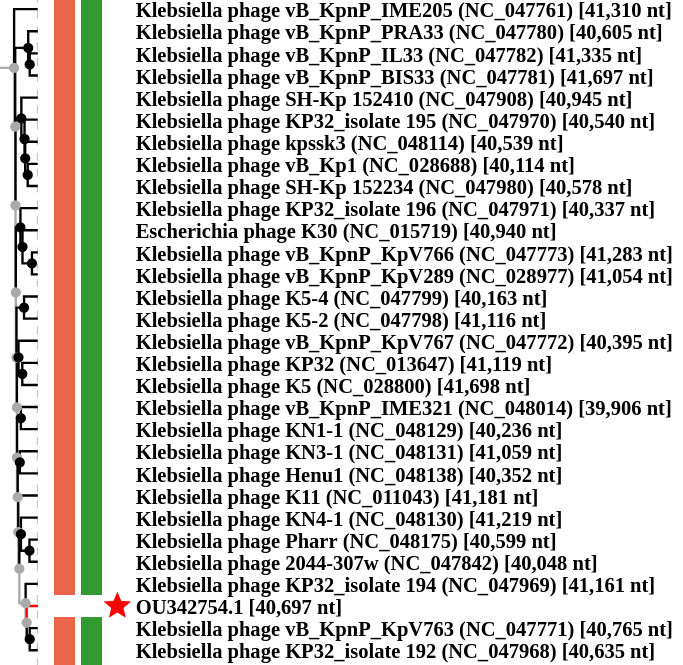 Klebsiella phage vB_KpnP_IME205 (NC_047761) [41,310 nt]
Klebsiella phage vB_KpnP_PRA33 (NC_047780) [40,605 nt]
Klebsiella phage vB_KpnP_IL33 (NC_047782) [41,335 nt]
Klebsiella phage vB_KpnP_BIS33 (NC_047781) [41,697 nt]
Klebsiella phage SH-Kp 152410 (NC_047908) [40,945 nt]
Klebsiella phage KP32_isolate 195 (NC_047970) [40,540 nt]
Klebsiella phage kpssk3 (NC_048114) [40,539 nt]
Klebsiella phage vB_Kp1 (NC_028688) [40,114 nt]
Klebsiella phage SH-Kp 152234 (NC_047980) [40,578 nt]
Klebsiella phage KP32_isolate 196 (NC_047971) [40,337 nt]
Escherichia phage K30 (NC_015719) [40,940 nt]
Klebsiella phage vB_KpnP_KpV766 (NC_047773) [41,283 nt]
Klebsiella phage vB_KpnP_KpV289 (NC_028977) [41,054 nt]
Klebsiella phage K5-4 (NC_047799) [40,163 nt]
Klebsiella phage K5-2 (NC_047798) [41,116 nt]
Klebsiella phage vB_KpnP_KpV767 (NC_047772) [40,395 nt]
Klebsiella phage KP32 (NC_013647) [41,119 nt]
Klebsiella phage K5 (NC_028800) [41,698 nt]
Klebsiella phage vB_KpnP_IME321 (NC_048014) [39,906 nt]
Klebsiella phage KN1-1 (NC_048129) [40,236 nt]
Klebsiella phage KN3-1 (NC_048131) [41,059 nt]
Klebsiella phage Henu1 (NC_048138) [40,352 nt]
Klebsiella phage K11 (NC_011043) [41,181 nt]
Klebsiella phage KN4-1 (NC_048130) [41,219 nt]
Klebsiella phage Pharr (NC_048175) [40,599 nt]
Klebsiella phage 2044-307w (NC_047842) [40,048 nt]
Klebsiella phage KP32_isolate 194 (NC_047969) [41,161 nt]
OU342754.1 [40,697 nt]
Klebsiella phage vB_KpnP_KpV763 (NC_047771) [40,765 nt]
Klebsiella phage KP32_isolate 192 (NC_047968) [40,635 nt]